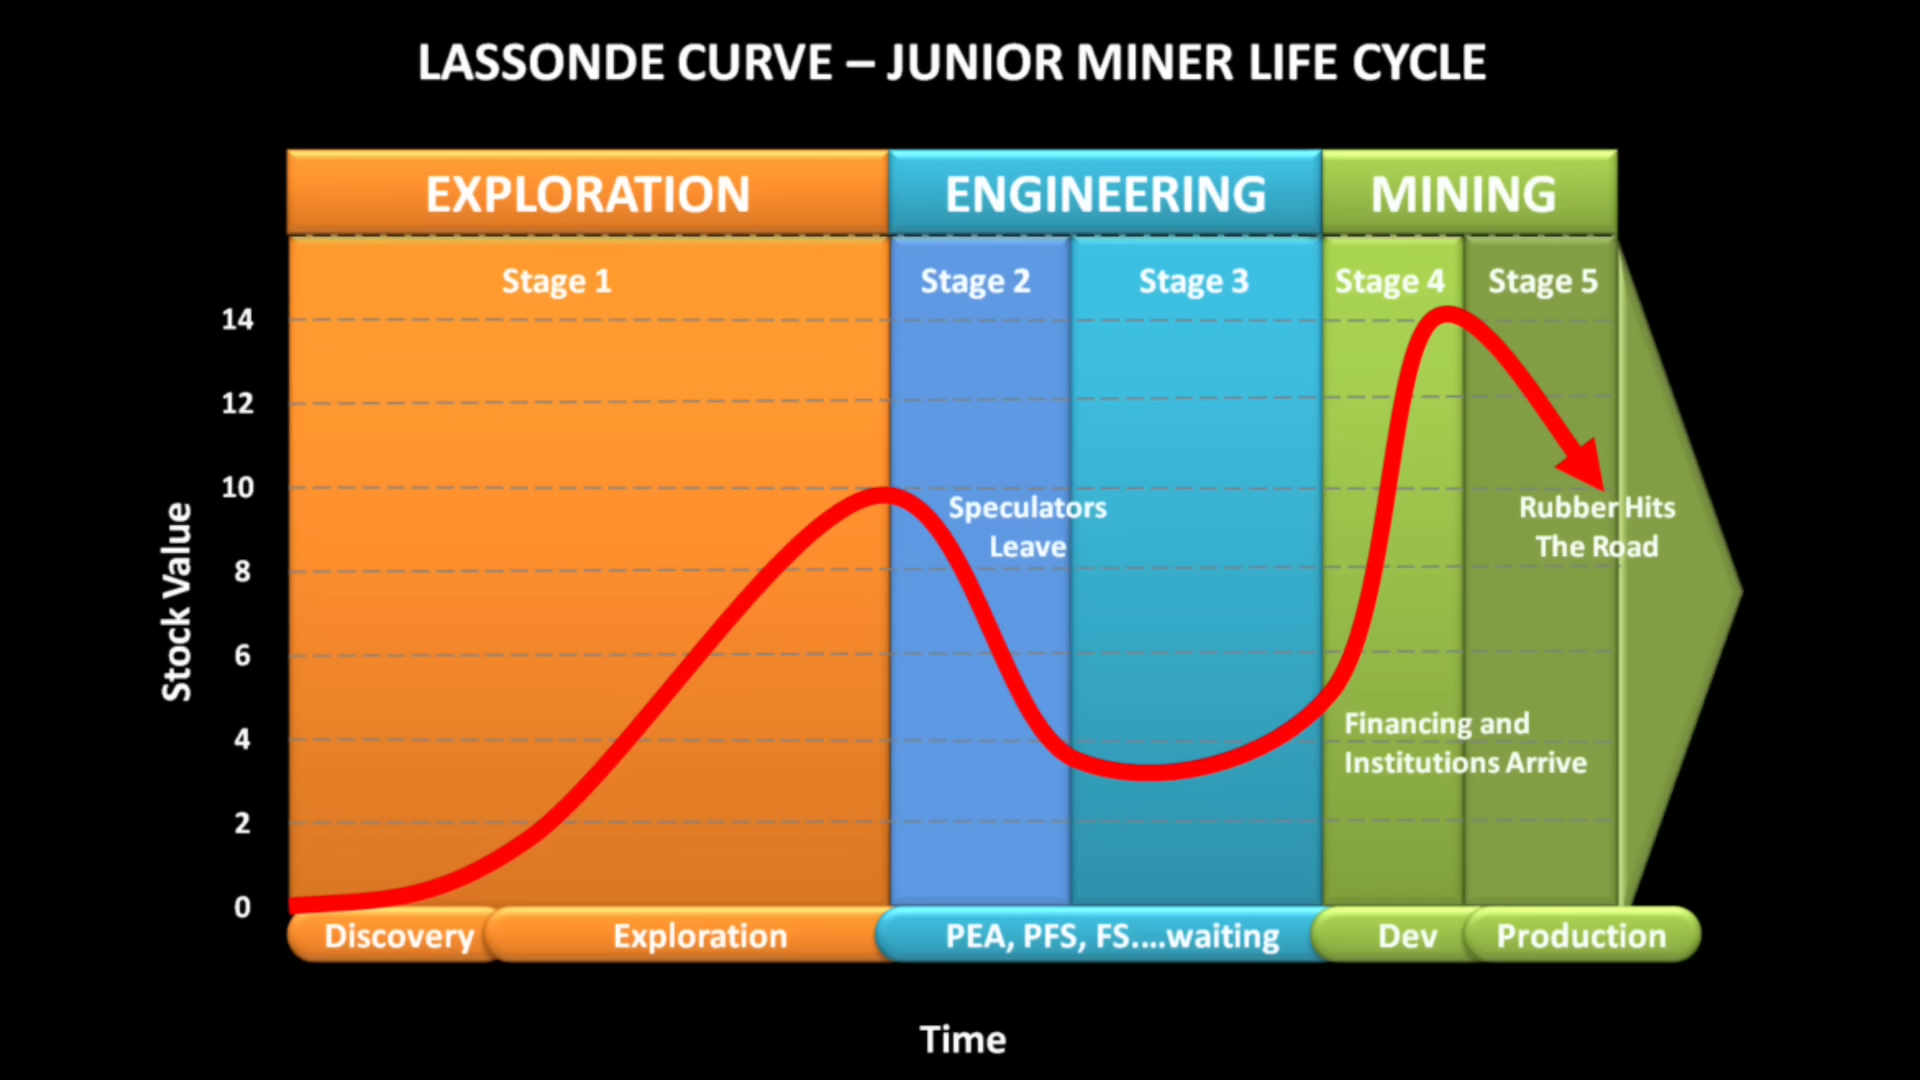 LASSONDE CURVE – JUNIOR MINER LIFE CYCLE
EXPLORATION
ENGINEERING
MINING
Stage 1
Stage 2
Stage 3
Stage 4
Stage 5
14
12
10
8
6
4
2
0
Stock Value
Speculators
Leave
Rubber Hits
The Road
Financing and
Institutions Arrive
Discovery
Exploration
PEA, PFS, FS....waiting
Dev
Production
Time